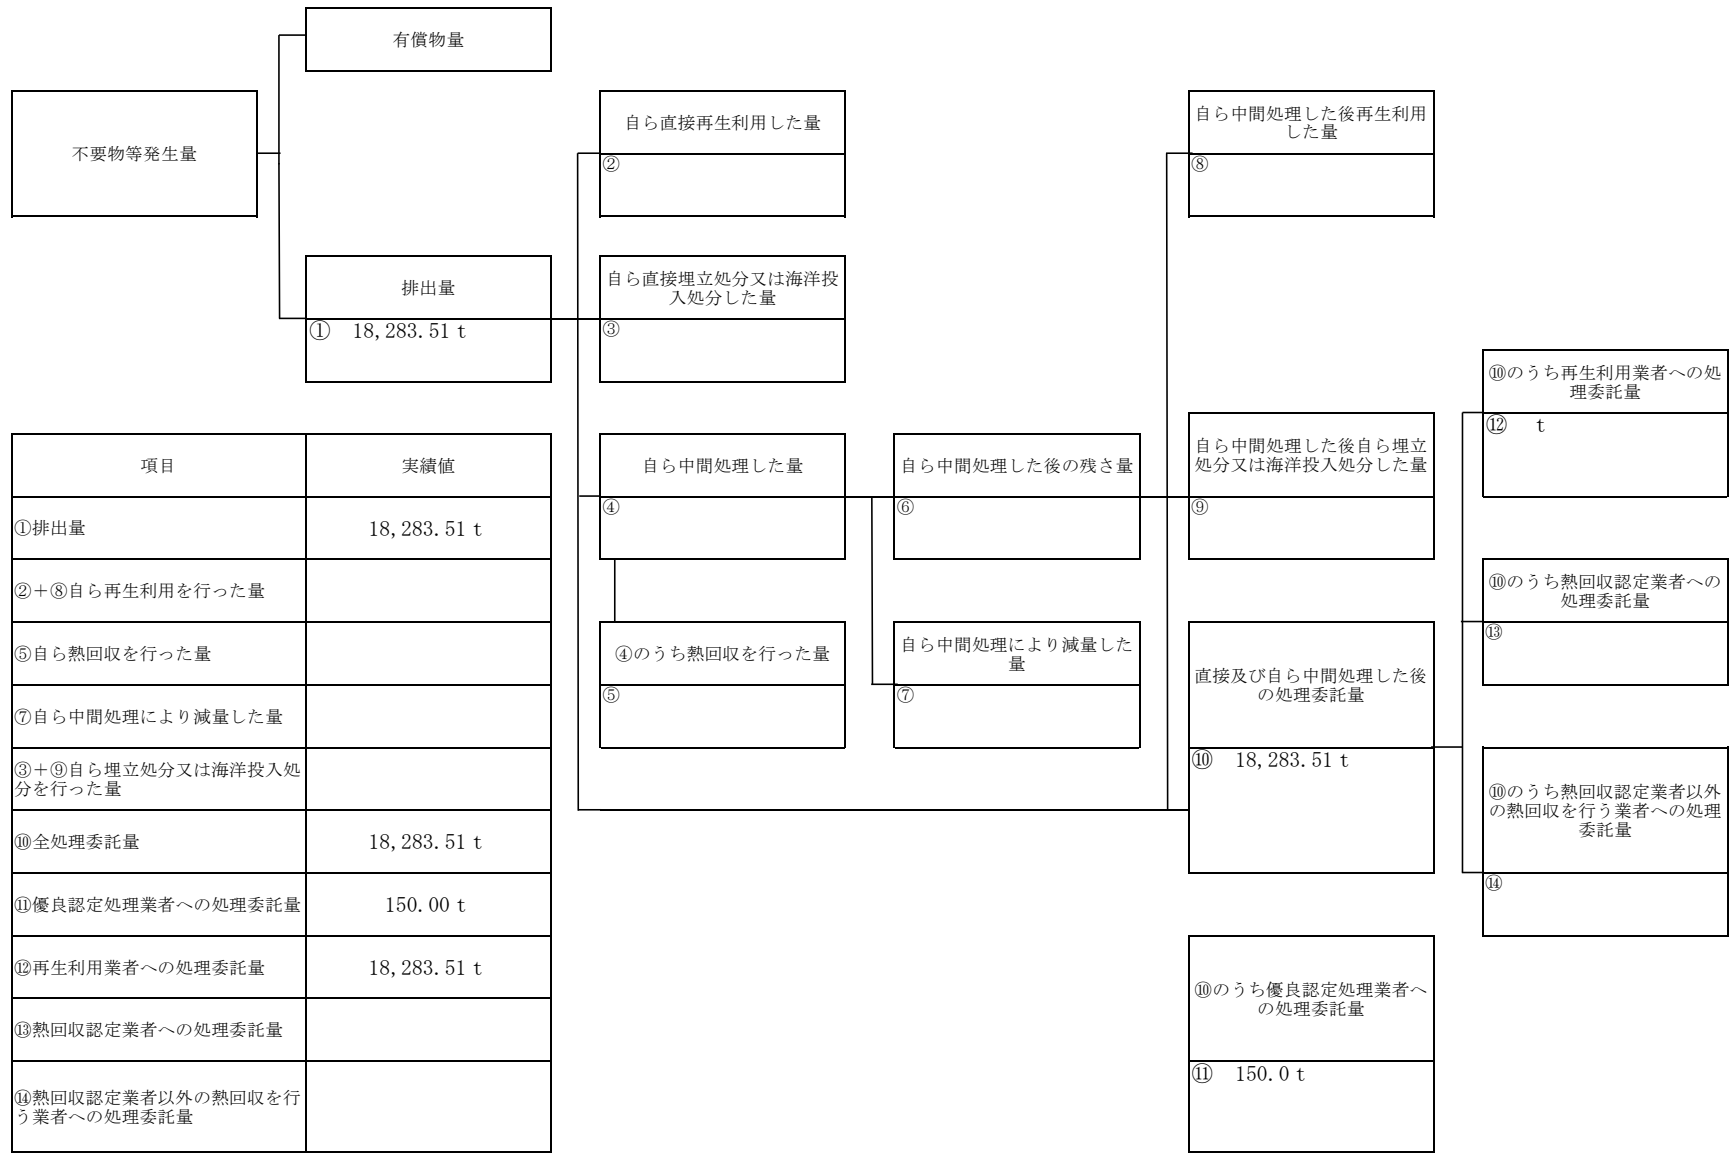 有償物量
不要物等発生量
自ら直接再生利用した量
②
自ら中間処理した後再生利用
した量
⑧
排出量
① 18,283.51 t
自ら直接埋立処分又は海洋投
入処分した量
③
⑩のうち再生利用業者への処
理委託量
⑫ t
自ら中間処理した量
④
自ら中間処理した後の残さ量
⑥
自ら中間処理した後自ら埋立
処分又は海洋投入処分した量
⑨
⑩のうち熱回収認定業者への
処理委託量
⑬
④のうち熱回収を行った量
⑤
自ら中間処理により減量した
量
⑦
直接及び自ら中間処理した後
の処理委託量
⑩ 18,283.51 t
⑩のうち熱回収認定業者以外
の熱回収を行う業者への処理
委託量
⑭
⑩のうち優良認定処理業者へ
の処理委託量
⑪ 150.0 t
項目 実績値
①排出量 18,283.51 t
②＋⑧自ら再生利用を行った量
⑤自ら熱回収を行った量
⑦自ら中間処理により減量した量
③＋⑨自ら埋立処分又は海洋投入処
分を行った量
⑩全処理委託量 18,283.51 t
⑪優良認定処理業者への処理委託量 150.00 t
⑫再生利用業者への処理委託量 18,283.51 t
⑬熱回収認定業者への処理委託量
⑭熱回収認定業者以外の熱回収を行
う業者への処理委託量